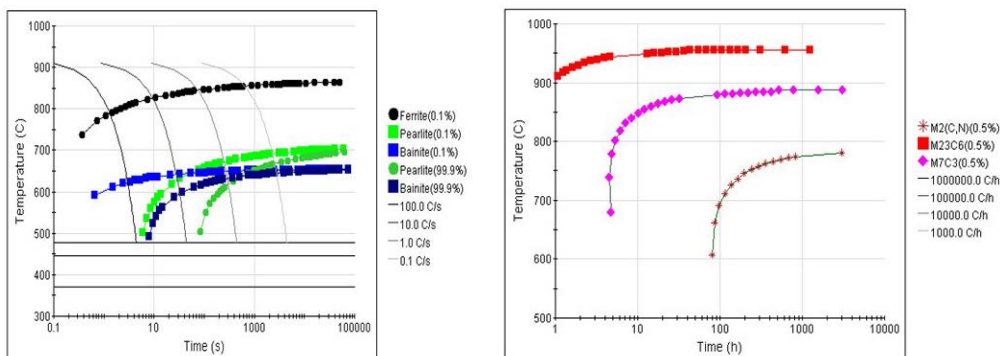 1000
900
800
700
600
500
400
300
0.1
10
1000
100000
Temperature (C)
Time (s)
Ferrite(0.1%)
Pearlite(0.1%)
Bainite(0.1%)
Pearlite(99.9%)
Bainite(99.9%)
100.0 C/s
10.0 C/s
1.0 C/s
0.1 C/s
1000
900
800
700
600
500
1
10
100
1000
10000
Temperature (C)
Time (h)
M2(C,N)(0.5%)
M23C6(0.5%)
M7C3(0.5%)
1000000.0 C/h
100000.0 C/h
10000.0 C/h
1000.0 C/h